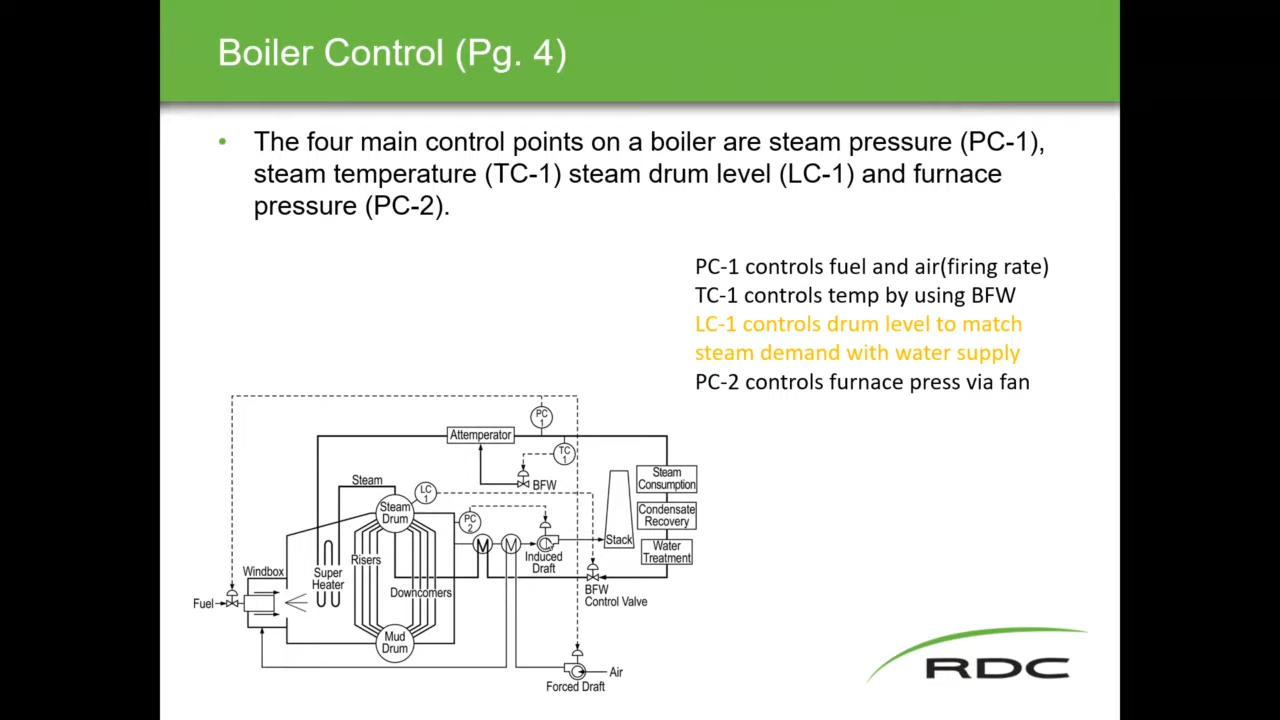 Boiler Control (Pg. 4)
• The four main control points on a boiler are steam pressure (PC-1),
steam temperature (TC-1) steam drum level (LC-1) and furnace
pressure (PC-2).
PC-1 controls fuel and air(firing rate)
TC-1 controls temp by using BFW
LC-1 controls drum level to match
steam demand with water supply
PC-2 controls furnace press via fan
PC
1
Attemperator
TC
1
BFW
Steam
Consumption
Steam
LC
1
Steam
Drum
PC
2
Condensate
Recovery
Stack
Water
Treatment
M
M
Induced
Draft
Risers
Windbox
Super
Heater
Downcomers
BFW
Control Valve
Fuel
Mud
Drum
Air
Forced Draft
RDC